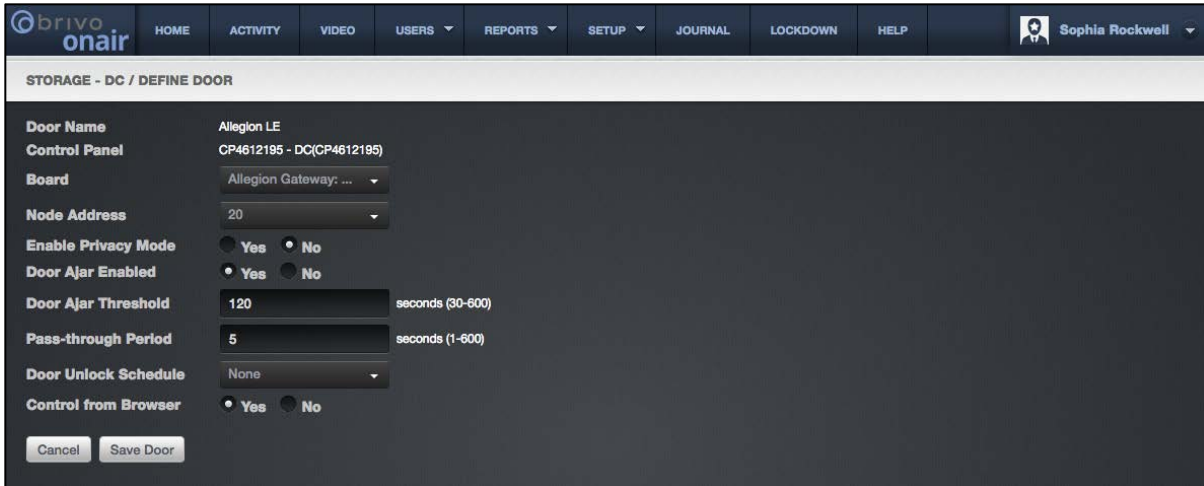 brivo
onair
HOME ACTIVITY VIDEO USERS REPORTS SETUP JOURNAL LOCKDOWN HELP Sophia Rockwell
STORAGE - DC / DEFINE DOOR
Door Name Allegion LE
Control Panel CP4612195 - DC(CP4612195)
Board Allegion Gateway: ...
Node Address 20
Enable Privacy Mode Yes No
Door Ajar Enabled Yes No
Door Ajar Threshold 120 seconds (30-600)
Pass-through Period 5 seconds (1-600)
Door Unlock Schedule None
Control from Browser Yes No
Cancel Save Door